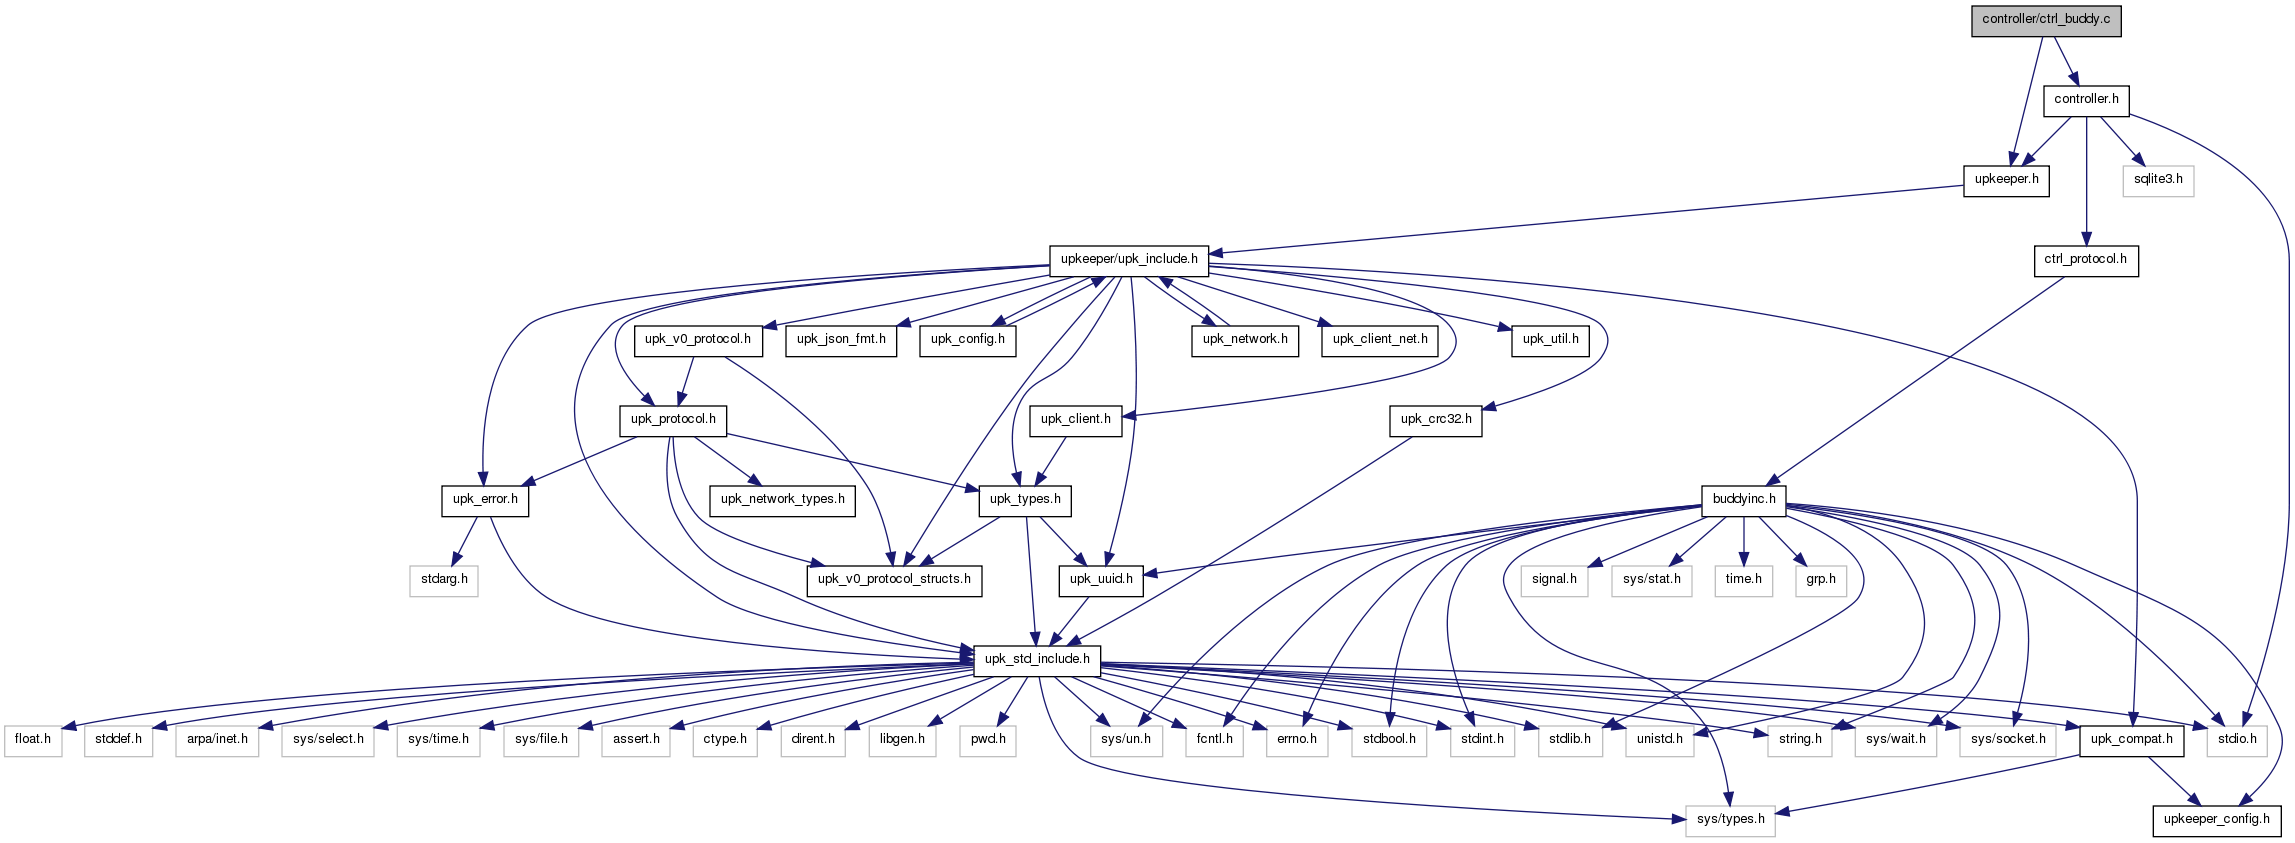 controller/ctrl_buddy.c
controller.h
upkeeper.h
sqlite3.h
upkeeper/upk_include.h
ctrl_protocol.h
upk_v0_protocol.h
upk_json_fmt.h
upk_config.h
upk_network.h
upk_client_net.h
upk_util.h
upk_protocol.h
upk_client.h
upk_crc32.h
upk_error.h
upk_network_types.h
upk_types.h
buddyinc.h
stdarg.h
upk_v0_protocol_structs.h
upk_uuid.h
signal.h
sys/stat.h
time.h
grp.h
upk_std_include.h
float.h
stddef.h
arpa/inet.h
sys/select.h
sys/time.h
sys/file.h
assert.h
ctype.h
dirent.h
libgen.h
pwd.h
sys/un.h
fcntl.h
errno.h
stdbool.h
stdint.h
stdlib.h
unistd.h
string.h
sys/wait.h
sys/socket.h
upk_compat.h
stdio.h
sys/types.h
upkeeper_config.h